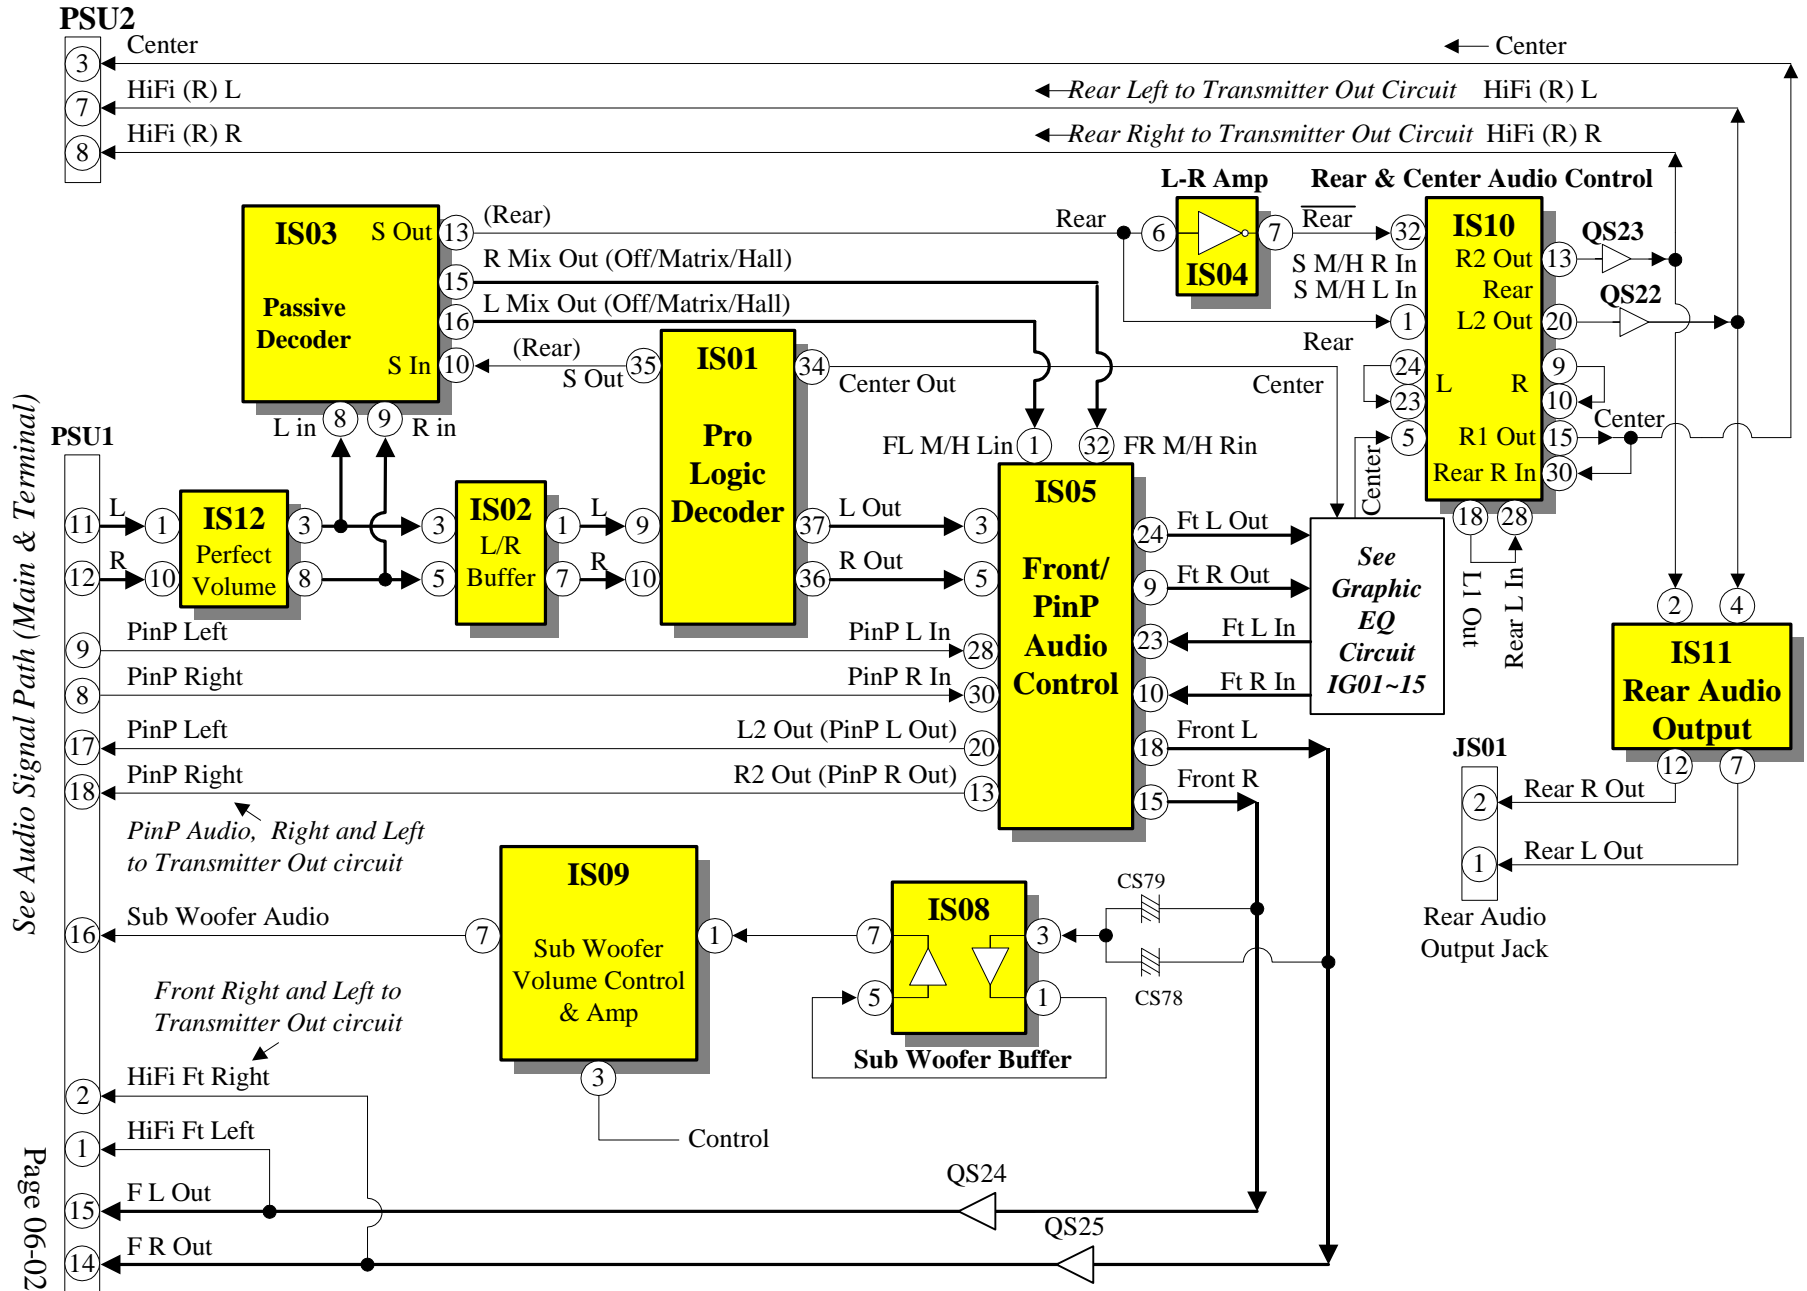 PSU2
3
Center
Center
7
HiFi (R) L
Rear Left to Transmitter Out Circuit
HiFi (R) L
8
HiFi (R) R
Rear Right to Transmitter Out Circuit
HiFi (R) R
L-R Amp
Rear & Center Audio Control
IS03
Passive
Decoder
S Out
13
(Rear)
Rear
6
IS04
7
Rear
32
IS10
QS23
R Mix Out (Off/Matrix/Hall)
15
S M/H R In
S M/H L In
R2 Out
13
Rear
QS22
L Mix Out (Off/Matrix/Hall)
16
1
L2 Out
20
(Rear)
S In
10
S Out
35
IS01
Pro
Logic
Decoder
34
Center Out
Center
Rear
24
L
R
9
23
10
Center
5
R1 Out
15
Rear R In
30
Center
18
28
L1 Out
Rear L In
L in
8
9
R in
FL M/H Lin
1
32
FR M/H Rin
See Audio Signal Path (Main & Terminal)
PSU1
11
L
1
IS12
Perfect
Volume
3
3
IS02
L/R
Buffer
1
L
9
37
L Out
3
12
R
10
8
5
7
R
10
36
R Out
5
IS05
Front/
PinP
Audio
Control
24
Ft L Out
9
Ft R Out
Ft L In
23
Ft R In
10
See
Graphic
EQ
Circuit
IG01~15
2
4
IS11
Rear Audio
Output
12
7
9
PinP Left
PinP L In
28
8
PinP Right
PinP R In
30
17
PinP Left
L2 Out (PinP L Out)
20
18
Front L
18
PinP Right
R2 Out (PinP R Out)
13
15
Front R
JS01
2
Rear R Out
1
Rear L Out
Rear Audio
Output Jack
PinP Audio, Right and Left
to Transmitter Out circuit
16
Sub Woofer Audio
7
IS09
Sub Woofer
Volume Control
& Amp
1
3
Control
7
IS08
3
5
1
Sub Woofer Buffer
CS79
CS78
Front Right and Left to
Transmitter Out circuit
2
HiFi Ft Right
1
HiFi Ft Left
15
F L Out
QS24
14
F R Out
QS25
Page 06-02